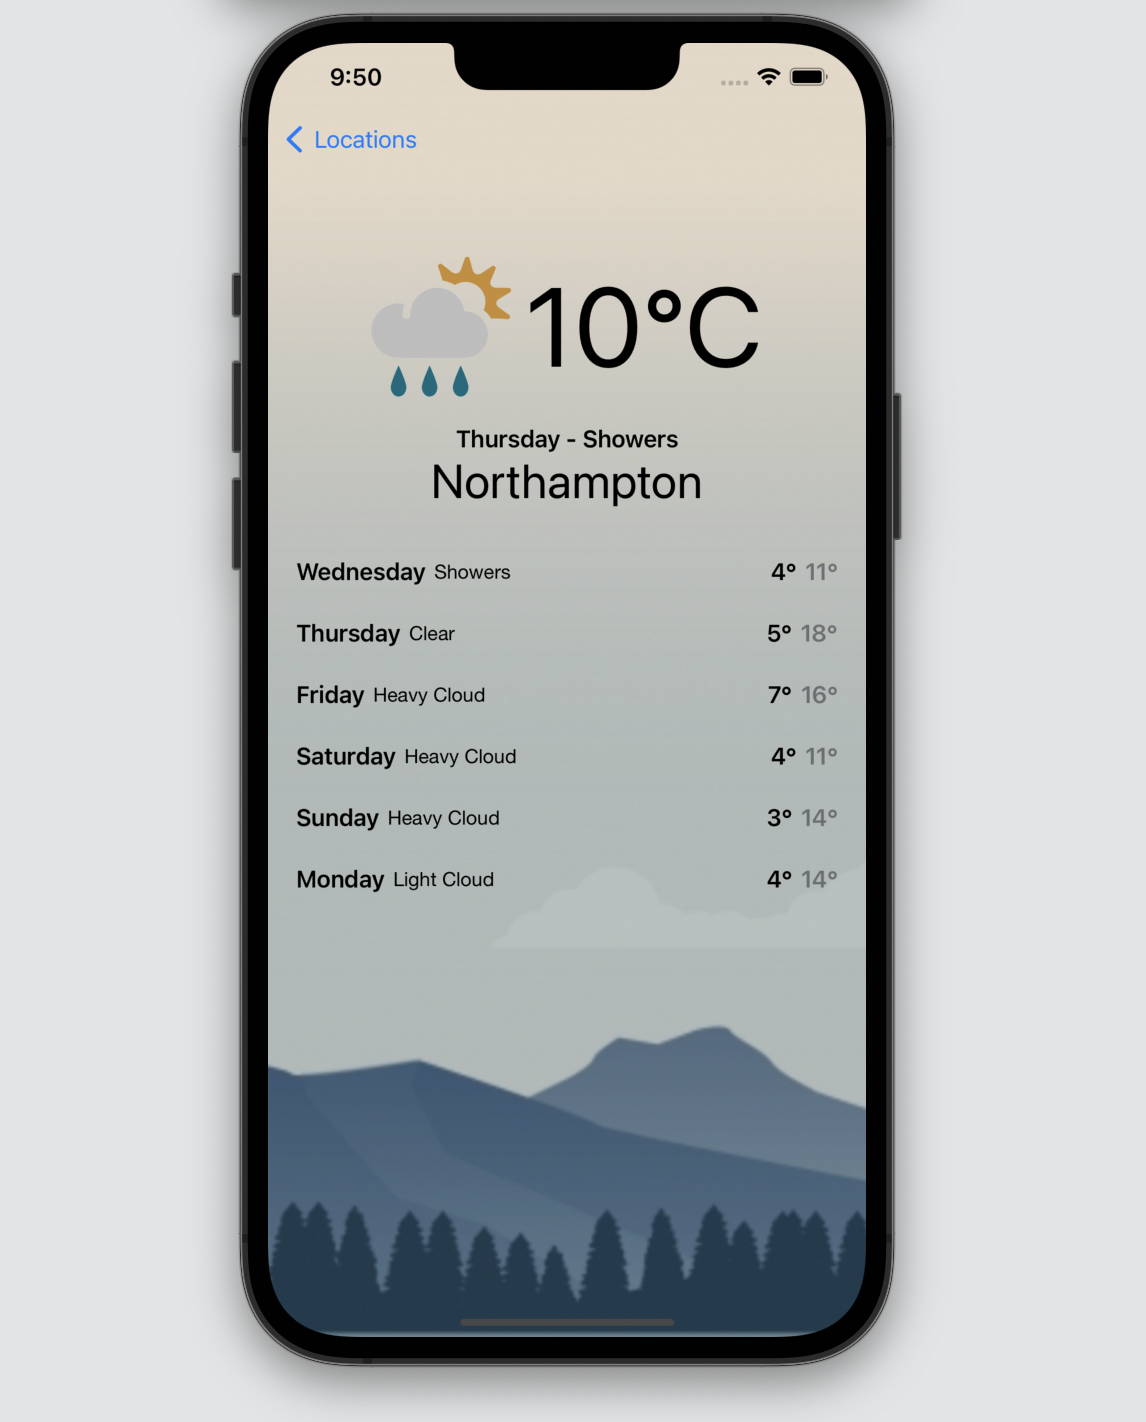 9:50
Locations
10°C
Thursday - Showers
Northampton
Wednesday Showers 4° 11°
Thursday Clear 5° 18°
Friday Heavy Cloud 7° 16°
Saturday Heavy Cloud 4° 11°
Sunday Heavy Cloud 3° 14°
Monday Light Cloud 4° 14°